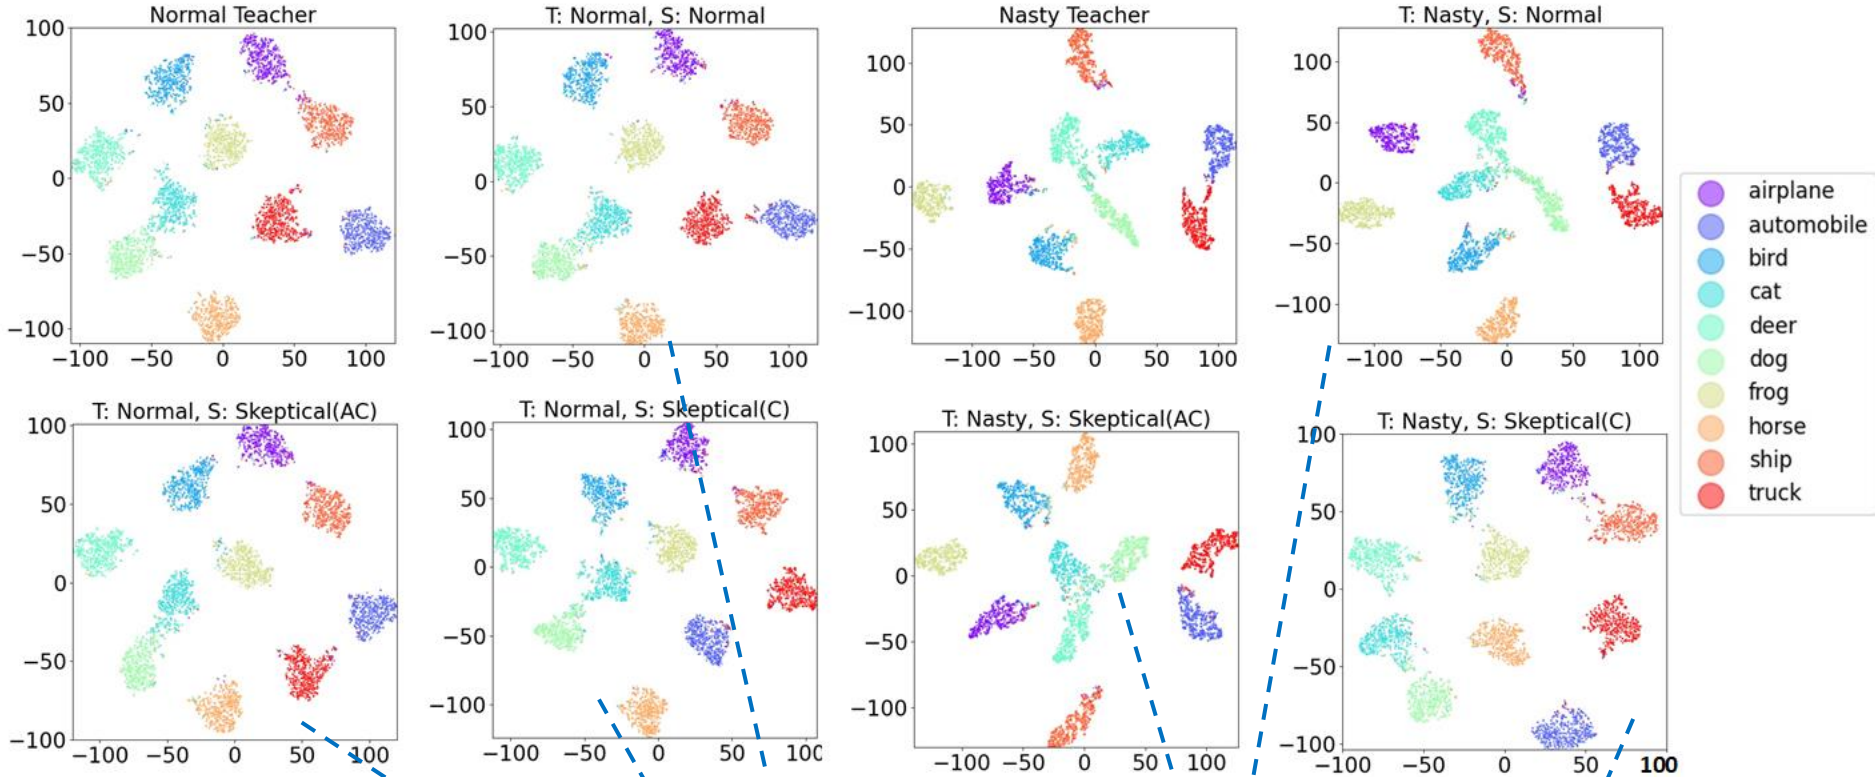 Normal Teacher
100
50
0
−50
−100
−100 −50 0 50 100
T: Normal, S: Normal
100
50
0
−50
−100
−100 −50 0 50 100
Nasty Teacher
100
50
0
−50
−100
−100 0 100
T: Nasty, S: Normal
100
50
0
−50
−100
−100 −50 0 50 100
T: Normal, S: Skeptical(AC)
100
50
0
−50
−100
−100 −50 0 50 100
T: Normal, S: Skeptical(C)
100
50
0
−50
−100
−100 −50 0 50 100
T: Nasty, S: Skeptical(AC)
100
50
0
−50
−100
−100 −50 0 50 100
T: Nasty, S: Skeptical(C)
100
50
0
−50
−100
−100 −50 0 50 100
airplane
automobile
bird
cat
deer
dog
frog
horse
ship
truck